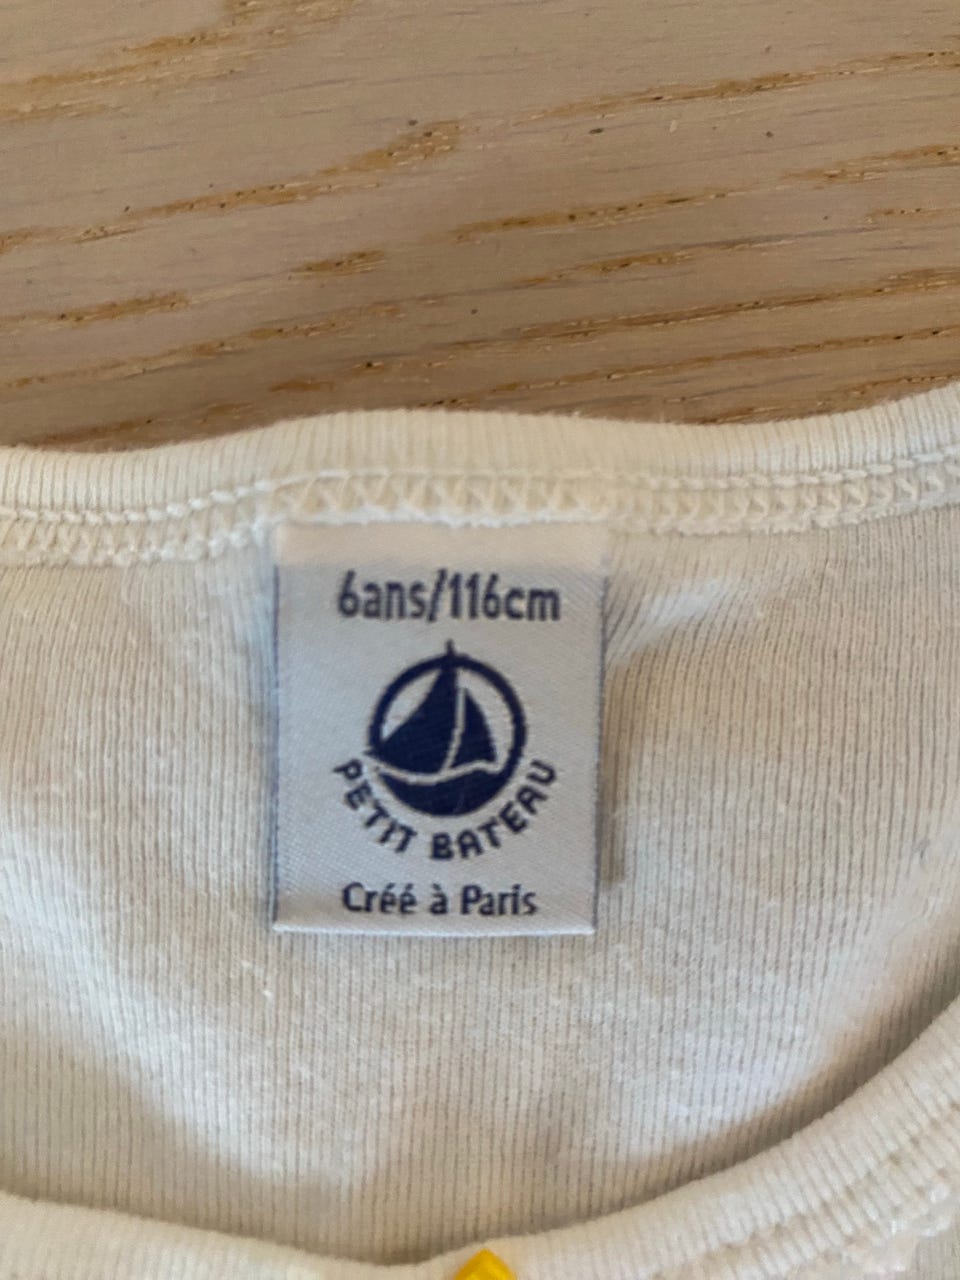 6ans/116cm
PETIT BATEAU
Créé à Paris